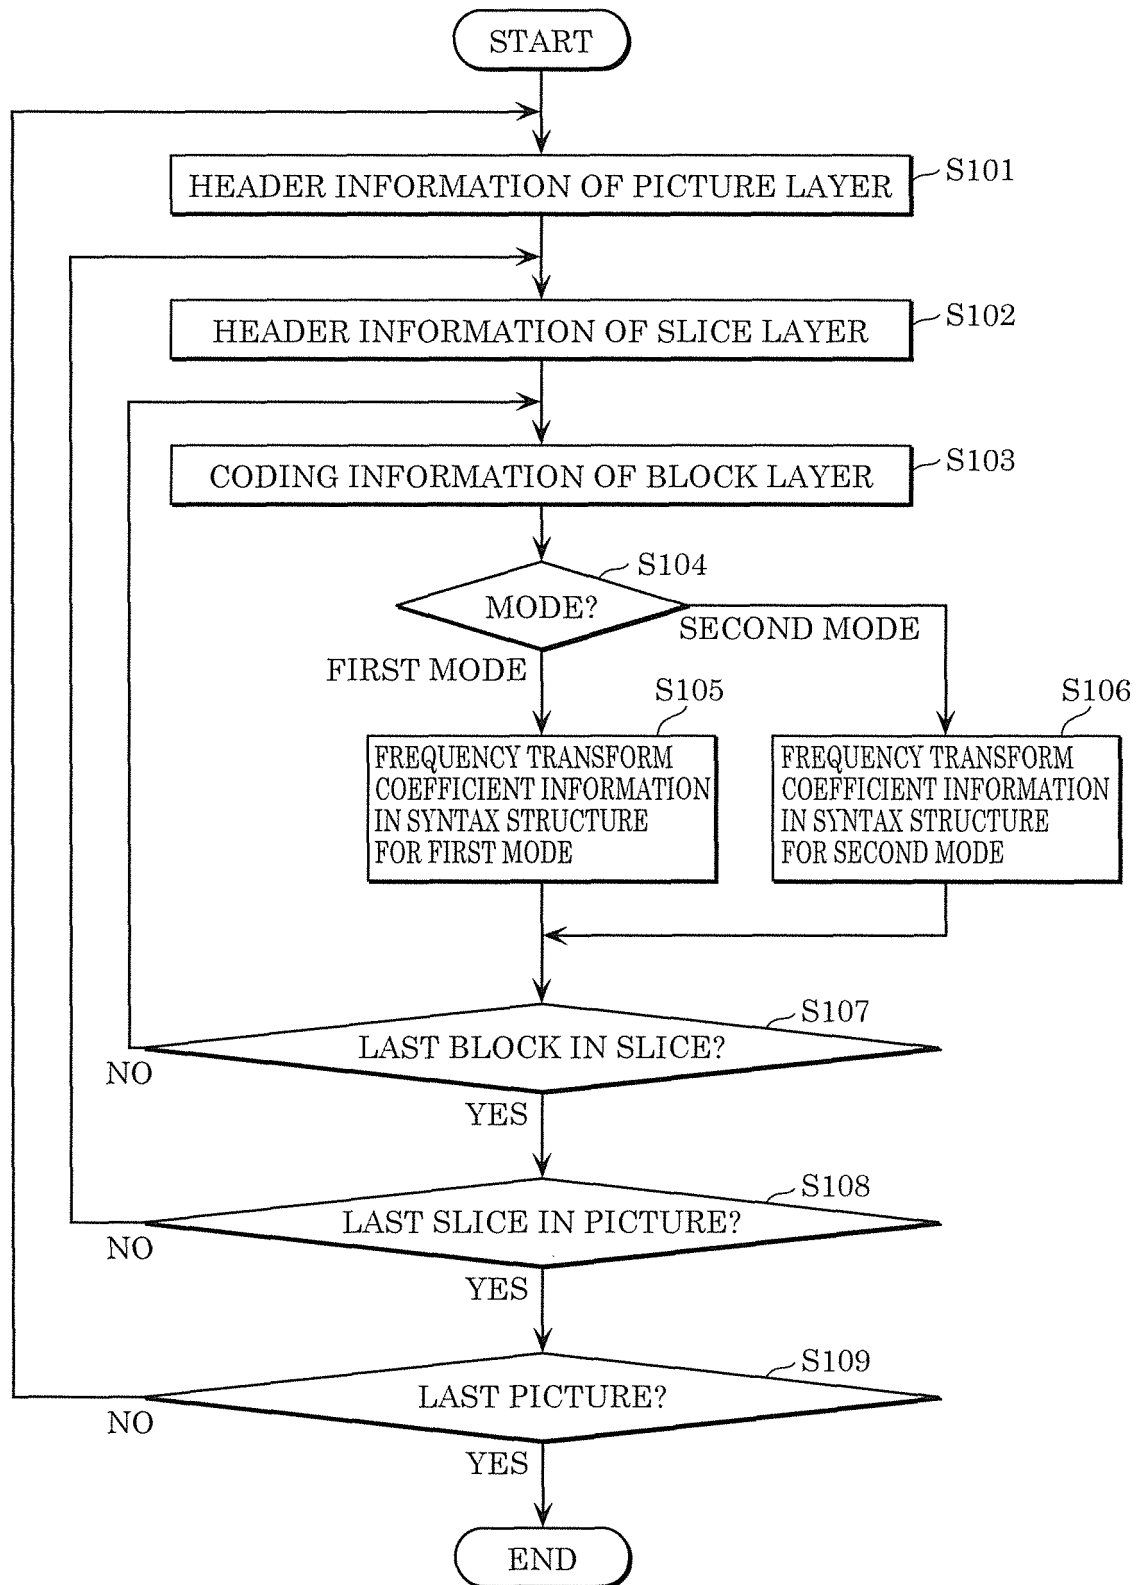 START
HEADER INFORMATION OF PICTURE LAYER
S101
HEADER INFORMATION OF SLICE LAYER
S102
CODING INFORMATION OF BLOCK LAYER
S103
S104
MODE?
SECOND MODE
FIRST MODE
S105
FREQUENCY TRANSFORM
COEFFICIENT INFORMATION
IN SYNTAX STRUCTURE
FOR FIRST MODE
S106
FREQUENCY TRANSFORM
COEFFICIENT INFORMATION
IN SYNTAX STRUCTURE
FOR SECOND MODE
S107
LAST BLOCK IN SLICE?
NO
YES
S108
LAST SLICE IN PICTURE?
NO
YES
S109
LAST PICTURE?
NO
YES
END